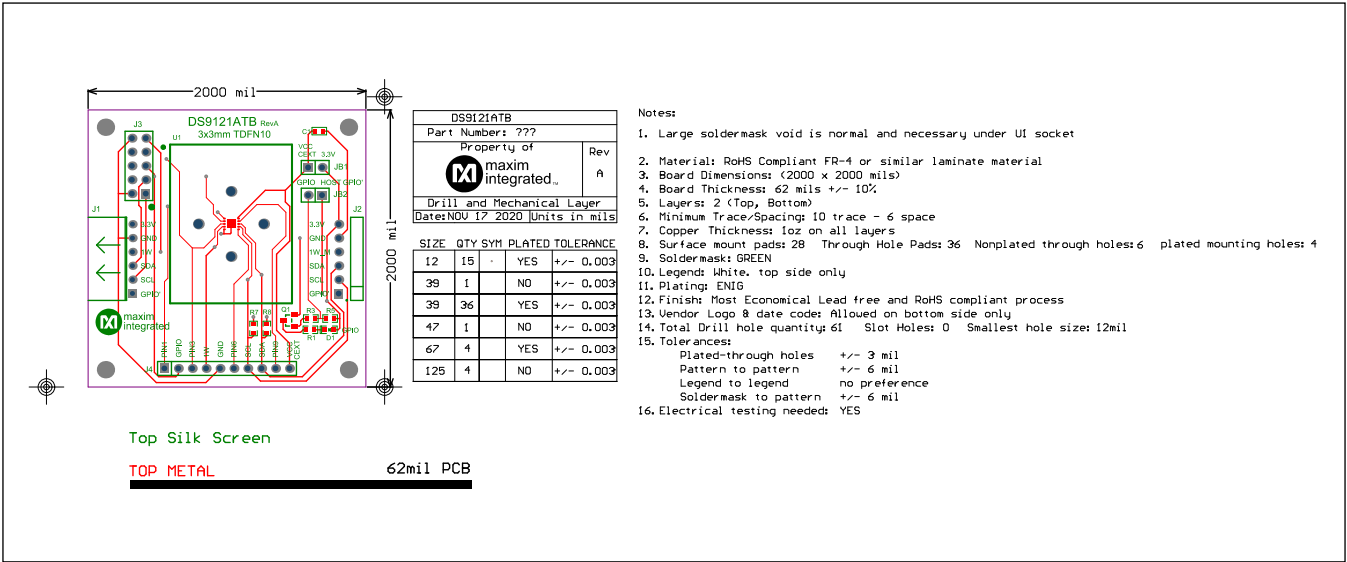 2000 mil
2000 mil
DS9121ATB RevA
3x3mm TDFN10
J3
U1
C1
VCC
CEXT 3.3V
JB1
GPIO HOST GPIO'
JB2
J1
3.3V
GND
1W
SDA
SCL
GPIO'
J2
3.3V
GND
1W_M
SDA
SCL
GPIO'
maxim
integrated
R7 R8
Q1
R3
GPIO
R1 D1
J4
PIN1
GPIO
PIN3
1W
GND
SCL
SDA
VCC
CEXT
Top Silk Screen
TOP METAL
62mil PCB
DS9121ATB
Part Number: ???
Property of
maxim
integrated™
Rev
A
Drill and Mechanical Layer
Date:NOV 17 2020 Units in mils
SIZE QTY SYM PLATED TOLERANCE
12 15 YES +/- 0.003
39 1 NO +/- 0.003
39 36 YES +/- 0.003
47 1 NO +/- 0.003
67 4 YES +/- 0.003
125 4 NO +/- 0.003
Notes:
1. Large soldermask void is normal and necessary under U1 socket
2. Material: RoHS Compliant FR-4 or similar laminate material
3. Board Dimensions: (2000 x 2000 mils)
4. Board Thickness: 62 mils +/- 10%
5. Layers: 2 (Top, Bottom)
6. Minimum Trace/Spacing: 10 trace - 6 space
7. Copper Thickness: 1oz on all layers
8. Surface mount pads: 28 Through Hole Pads: 36 Nonplated through holes: 6 plated mounting holes: 4
9. Soldermask: GREEN
10. Legend: White. top side only
11. Plating: ENIG
12. Finish: Most Economical Lead free and RoHS compliant process
13. Vendor Logo & date code: Allowed on bottom side only
14. Total Drill hole quantity: 61 Slot Holes: 0 Smallest hole size: 12mil
15. Tolerances:
Plated-through holes +/- 3 mil
Pattern to pattern +/- 6 mil
Legend to legend no preference
Soldermask to pattern +/- 6 mil
16. Electrical testing needed: YES